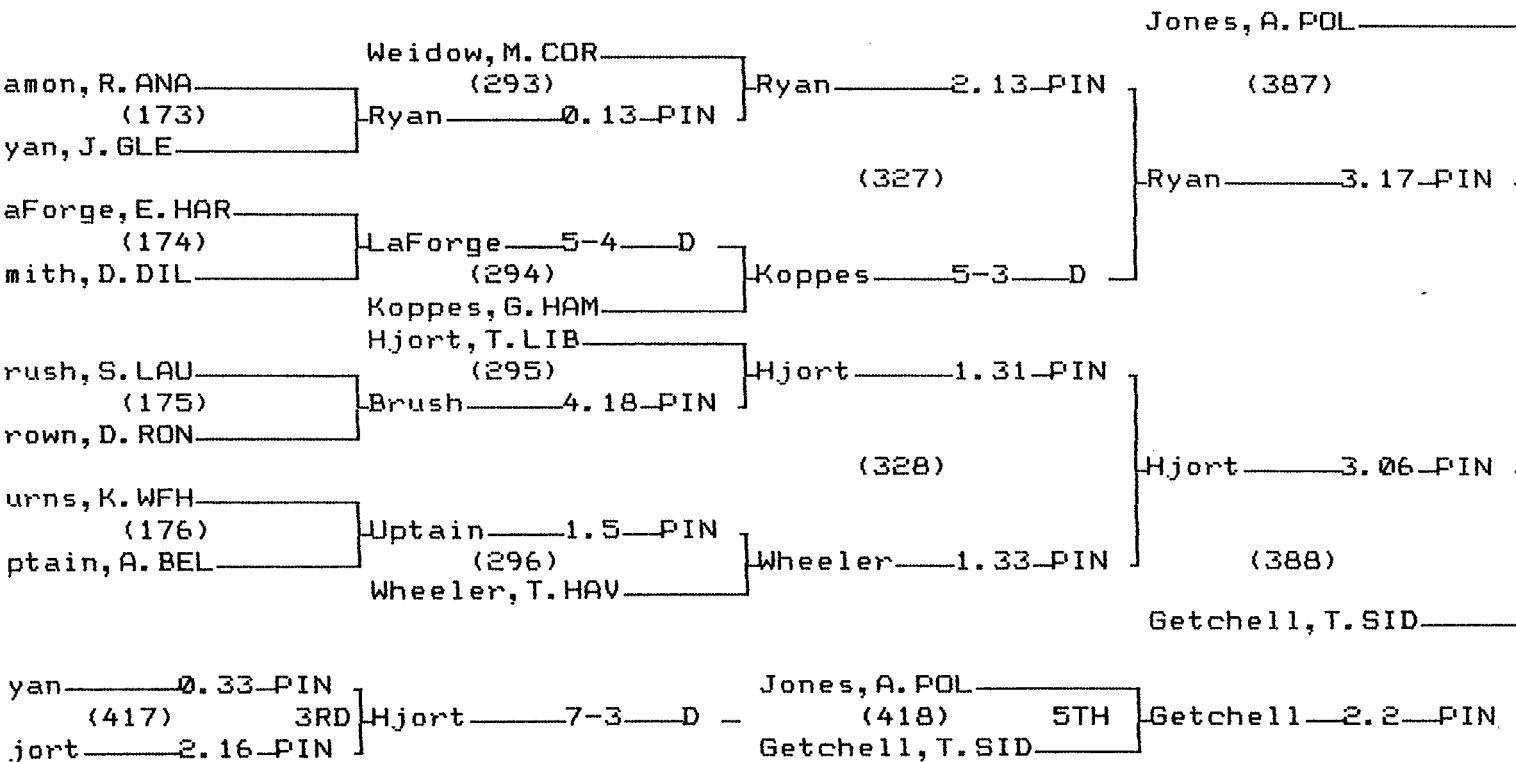 Jones, A. POL
Weidow, M. COR
amon, R. ANA (293) Ryan 2.13 PIN (387)
(173) Ryan 0.13 PIN
yan, J. GLE
(327) Ryan 3.17 PIN
aForge, E. HAR
(174) LaForge 5-4 D
mith, D. DIL (294) Koppes 5-3 D
Koppes, G. HAM
Hjort, T. LIB
rush, S. LAU (295) Hjort 1.31 PIN
(175) Brush 4.18 PIN
rown, D. RON
(328) Hjort 3.06 PIN
urns, K. WFH
(176) Uptain 1.5 PIN
ptain, A. BEL (296) Wheeler 1.33 PIN (388)
Wheeler, T. HAV
Getchell, T. SID
yan 0.33 PIN Jones, A. POL
(417) 3RD Hjort 7-3 D (418) 5TH Getchell 2.2 PIN
jort 2.16 PIN Getchell, T. SID